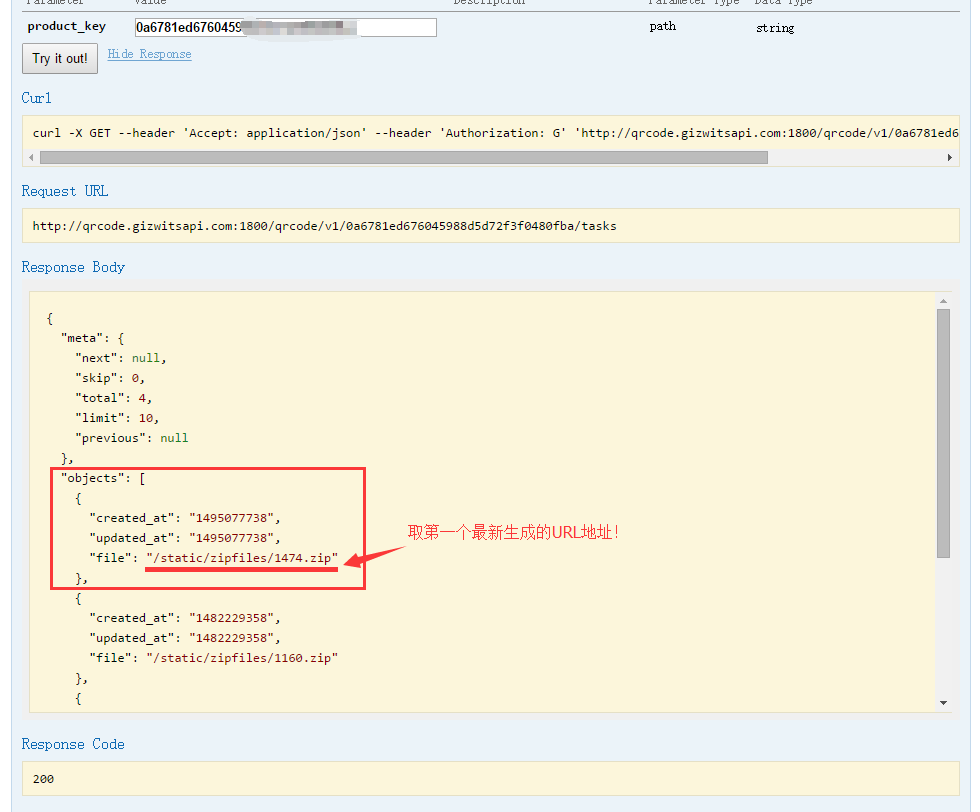 Parameter Value Description Parameter Type Data Type
product_key 0a6781ed6760459 path string
Try it out! Hide Response
Curl
curl -X GET --header 'Accept: application/json' --header 'Authorization: G' 'http://qrcode.gizwitsapi.com:1800/qrcode/v1/0a6781ed6
Request URL
http://qrcode.gizwitsapi.com:1800/qrcode/v1/0a6781ed676045988d5d72f3f0480fba/tasks
Response Body
{
"meta": {
"next": null,
"skip": 0,
"total": 4,
"limit": 10,
"previous": null
},
"objects": [
{
"created_at": "1495077738",
"updated_at": "1495077738",
取第一个最新生成的URL地址!
"file": "/static/zipfiles/1474.zip"
},
{
"created_at": "1482229358",
"updated_at": "1482229358",
"file": "/static/zipfiles/1160.zip"
},
{
Response Code
200